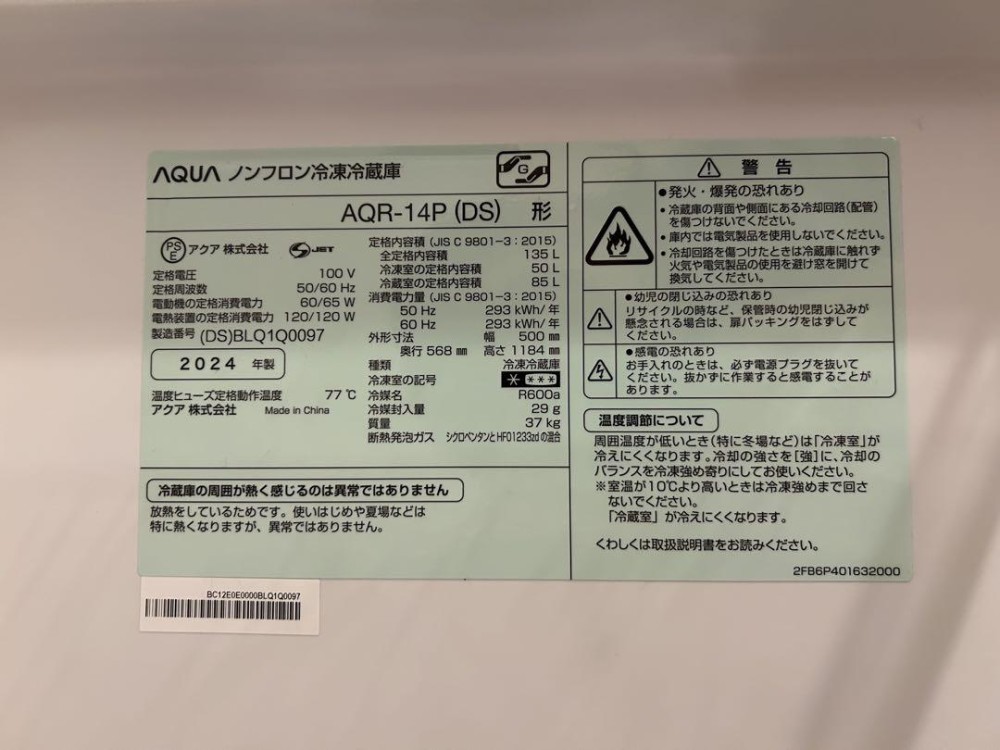 AQUA ノンフロン冷凍冷蔵庫
G
AQR-14P (DS) 形
PS E アクア 株式会社 S JET
定格電圧 100 V
定格周波数 50/60 Hz
電動機の定格消費電力 60/65 W
電熱装置の定格消費電力 120/120 W
製造番号 (DS)BLQ1Q0097
2024 年製
温度ヒューズ定格動作温度 77 ℃
アクア 株式会社 Made in China
定格内容積 (JIS C 9801-3:2015)
全定格内容積 135 L
冷凍室の定格内容積 50 L
冷蔵室の定格内容積 85 L
消費電力量 (JIS C 9801-3:2015)
50 Hz 293 kWh/年
60 Hz 293 kWh/年
外形寸法 幅 500 mm
奥行 568 mm 高さ 1184 mm
種類 冷凍冷蔵庫
冷凍室の記号 * ***
冷媒名 R600a
冷媒封入量 29 g
質量 37 kg
断熱発泡ガス シクロペンタンとHFO1233zdの混合
冷蔵庫の周囲が熱く感じるのは異常ではありません
放熱をしているためです。使いはじめや夏場などは
特に熱くなりますが、異常ではありません。
警告
●発火・爆発の恐れあり
・冷蔵庫の背面や側面にある冷却回路(配管)
を傷つけないでください。
・庫内では電気製品を使用しないでください。
・冷却回路を傷つけたときは冷蔵庫に触れず
火気や電気製品の使用を避け窓を開けて
換気してください。
●幼児の閉じ込みの恐れあり
リサイクルの時など、保管時の幼児閉じ込みが
懸念される場合は、扉パッキングをはずして
ください。
●感電の恐れあり
お手入れのときは、必ず電源プラグを抜いて
ください。抜かずに作業すると感電することが
あります。
温度調節について
周囲温度が低いとき(特に冬場など)は「冷凍室」が
冷えにくくなります。冷却の強さを[強]に、冷却の
バランスを冷凍強め寄りにしてお使いください。
※室温が10℃より高いときは冷凍強めまで回さ
ないでください。
「冷蔵室」が冷えにくくなります。
くわしくは取扱説明書をお読みください。
2FB6P401632000
BC12E0E0000BLQ1Q0097